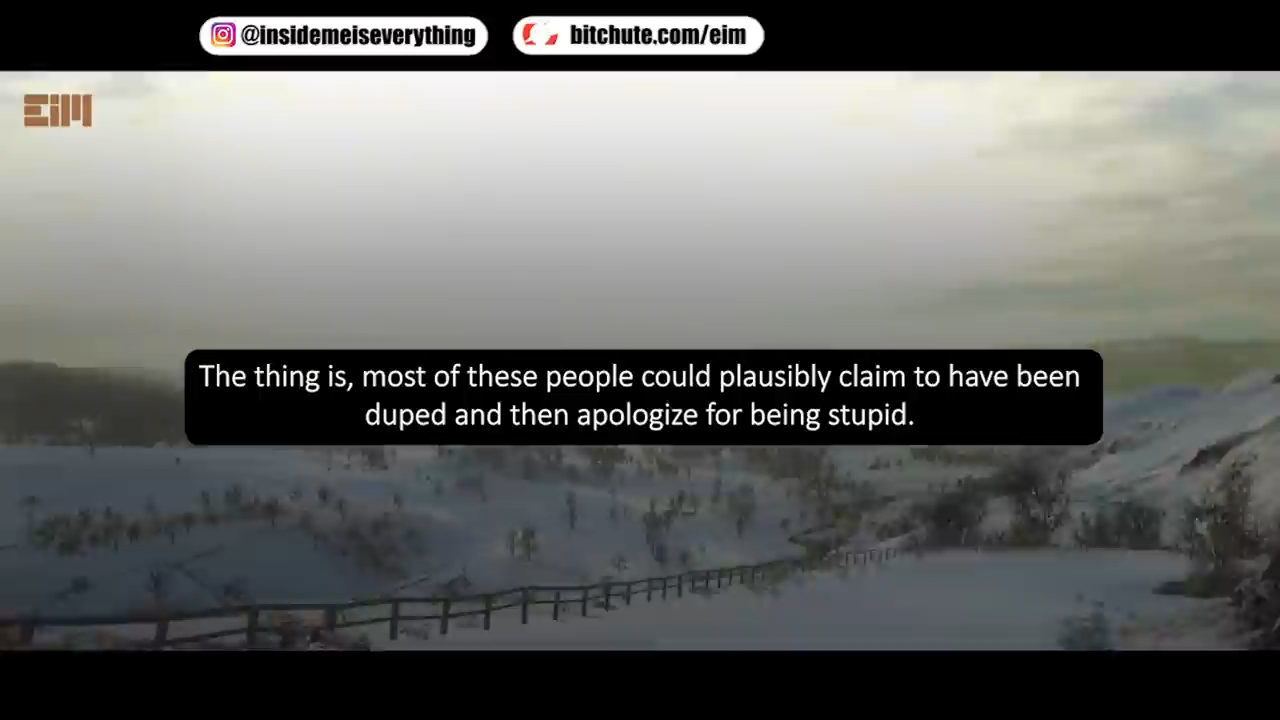 @insidemeiseverything
bitchute.com/eim
EIM
The thing is, most of these people could plausibly claim to have been
duped and then apologize for being stupid.